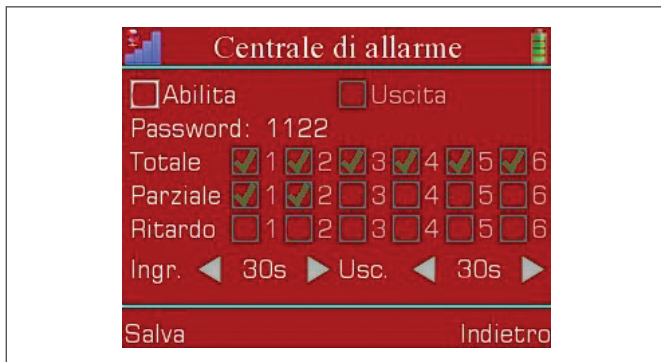 Centrale di allarme
Abilita Uscita
Password: 1122
Totale 1 2 3 4 5 6
Parziale 1 2 3 4 5 6
Ritardo 1 2 3 4 5 6
Ingr. 30s Usc. 30s
Salva Indietro